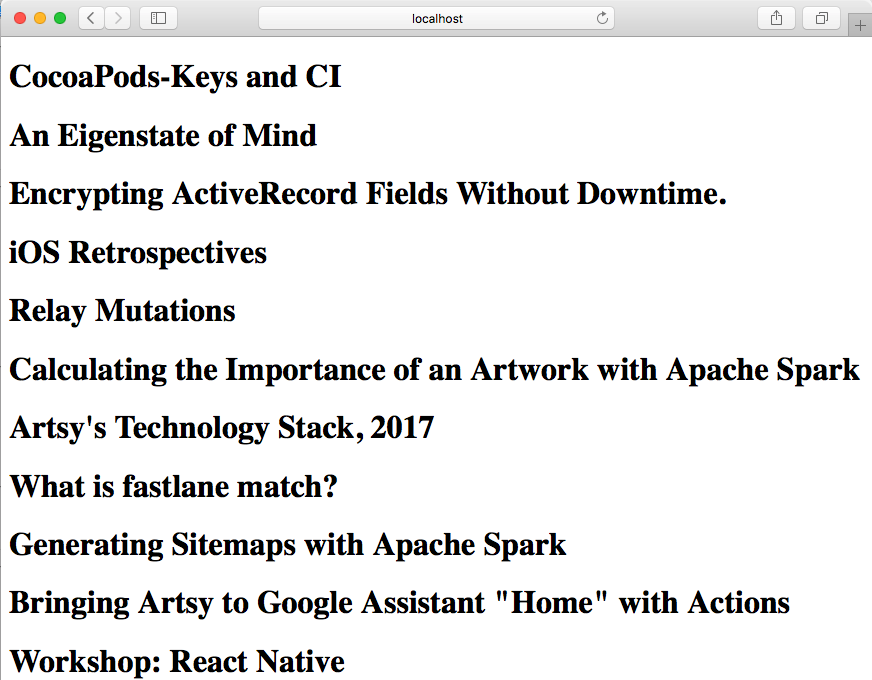 localhost
CocoaPods-Keys and CI
An Eigenstate of Mind
Encrypting ActiveRecord Fields Without Downtime.
iOS Retrospectives
Relay Mutations
Calculating the Importance of an Artwork with Apache Spark
Artsy's Technology Stack, 2017
What is fastlane match?
Generating Sitemaps with Apache Spark
Bringing Artsy to Google Assistant "Home" with Actions
Workshop: React Native